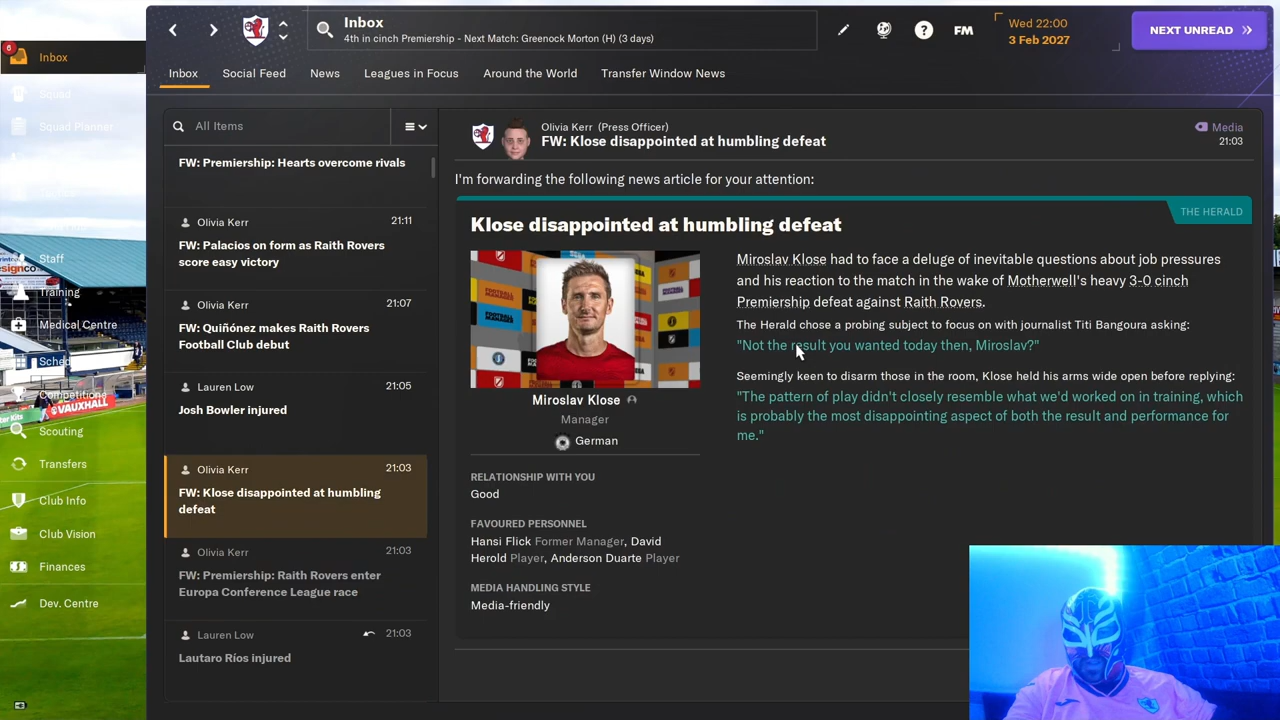 Inbox
4th in cinch Premiership - Next Match: Greenock Morton (H) (3 days)
FM
Wed 22:00
3 Feb 2027
NEXT UNREAD
6
Inbox
Squad
Squad Planner
Staff
Training
Medical Centre
Sched
Competitions
Scouting
Transfers
Club Info
Club Vision
Finances
Dev. Centre
VAUXHALL
Inbox
Social Feed
News
Leagues in Focus
Around the World
Transfer Window News
All Items
FW: Premiership: Hearts overcome rivals
Olivia Kerr
21:11
FW: Palacios on form as Raith Rovers
score easy victory
Olivia Kerr
21:07
FW: Quiñónez makes Raith Rovers
Football Club debut
Lauren Low
21:05
Josh Bowler injured
Olivia Kerr
21:03
FW: Klose disappointed at humbling
defeat
Olivia Kerr
21:03
FW: Premiership: Raith Rovers enter
Europa Conference League race
Lauren Low
21:03
Lautaro Ríos injured
Olivia Kerr (Press Officer)
FW: Klose disappointed at humbling defeat
Media
21:03
I'm forwarding the following news article for your attention:
THE HERALD
Klose disappointed at humbling defeat
Miroslav Klose
Manager
German
RELATIONSHIP WITH YOU
Good
FAVOURED PERSONNEL
Hansi Flick Former Manager, David
Herold Player, Anderson Duarte Player
MEDIA HANDLING STYLE
Media-friendly
Miroslav Klose had to face a deluge of inevitable questions about job pressures
and his reaction to the match in the wake of Motherwell's heavy 3-0 cinch
Premiership defeat against Raith Rovers.
The Herald chose a probing subject to focus on with journalist Titi Bangoura asking:
"Not the result you wanted today then, Miroslav?"
Seemingly keen to disarm those in the room, Klose held his arms wide open before replying:
"The pattern of play didn't closely resemble what we'd worked on in training, which
is probably the most disappointing aspect of both the result and performance for
me."